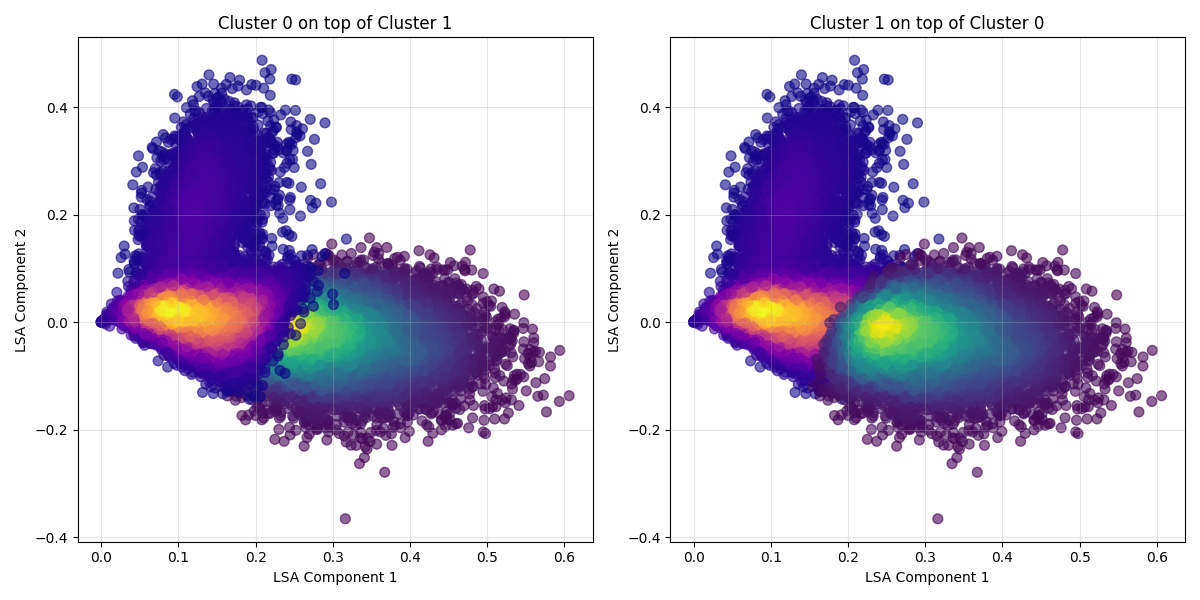 Cluster 0 on top of Cluster 1
LSA Component 2
0.4
0.2
0.0
−0.2
−0.4
0.0 0.1 0.2 0.3 0.4 0.5 0.6
LSA Component 1
Cluster 1 on top of Cluster 0
LSA Component 2
0.4
0.2
0.0
−0.2
−0.4
0.0 0.1 0.2 0.3 0.4 0.5 0.6
LSA Component 1